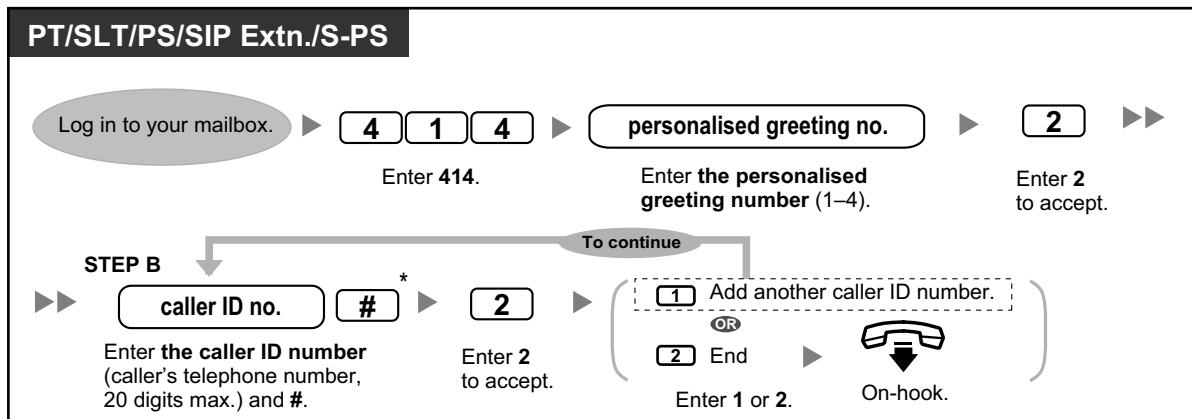 PT/SLT/PS/SIP Extn./S-PS
Log in to your mailbox.
4 1 4
Enter 414.
personalised greeting no.
Enter the personalised
greeting number (1–4).
2
Enter 2
to accept.
To continue
STEP B
caller ID no. # *
Enter the caller ID number
(caller's telephone number,
20 digits max.) and #.
2
Enter 2
to accept.
1 Add another caller ID number.
OR
2 End
Enter 1 or 2.
On-hook.